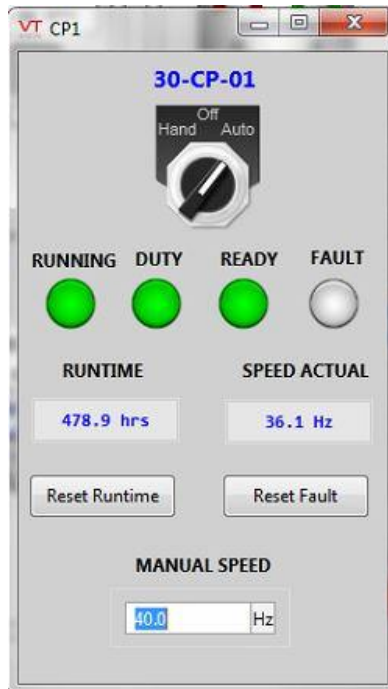 VT CP1
30-CP-01
Off
Hand Auto
RUNNING DUTY READY FAULT
RUNTIME SPEED ACTUAL
478.9 hrs 36.1 Hz
Reset Runtime Reset Fault
MANUAL SPEED
40.0 Hz